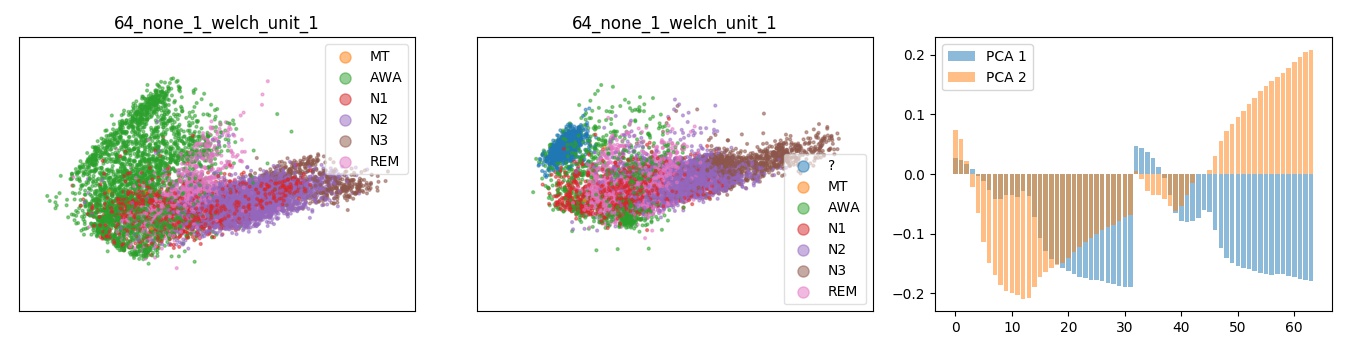 64_none_1_welch_unit_1
MT
AWA
N1
N2
N3
REM
64_none_1_welch_unit_1
?
MT
AWA
N1
N2
N3
REM
PCA 1
PCA 2
0.2
0.1
0.0
−0.1
−0.2
0 10 20 30 40 50 60